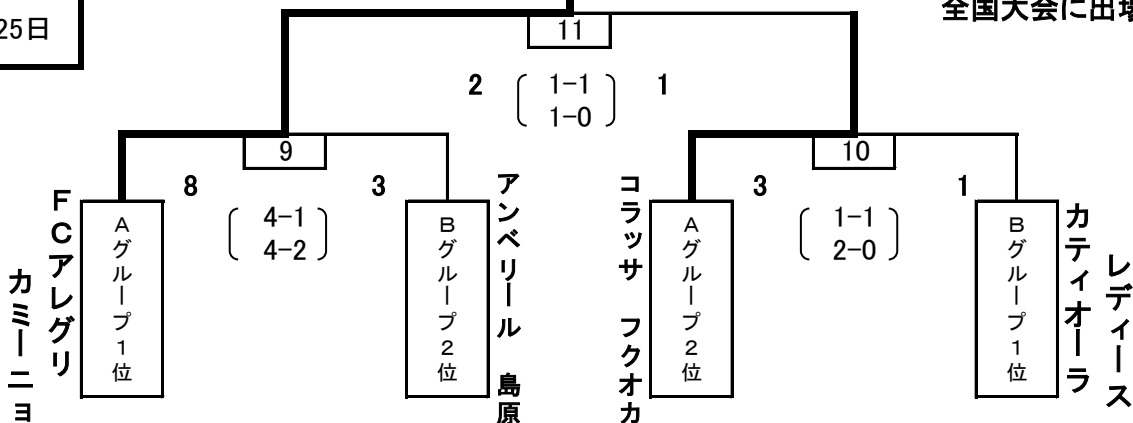 25日
全国大会に出場
11
2
1-1
1-0
1
9
8
4-1
4-2
3
10
3
1-1
2-0
1
FCアレグリ
カミーニョ
Aグループ1位
Bグループ2位
アンベリール 島原
コラッサ フクオカ
Aグループ2位
Bグループ1位
カティオーラ
レディース